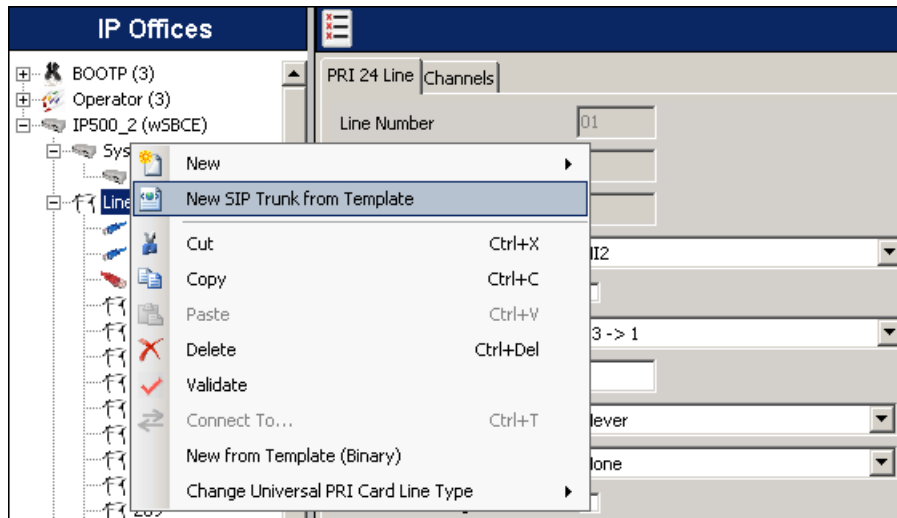 IP Offices
BOOTP (3)
Operator (3)
IP500_2 (wSBCE)
Sys
Line
289
PRI 24 Line
Channels
Line Number
01
New
New SIP Trunk from Template
Cut Ctrl+X
Copy Ctrl+C
Paste Ctrl+V
Delete Ctrl+Del
Validate
Connect To... Ctrl+T
New from Template (Binary)
Change Universal PRI Card Line Type
NI2
3 -> 1
lever
lone